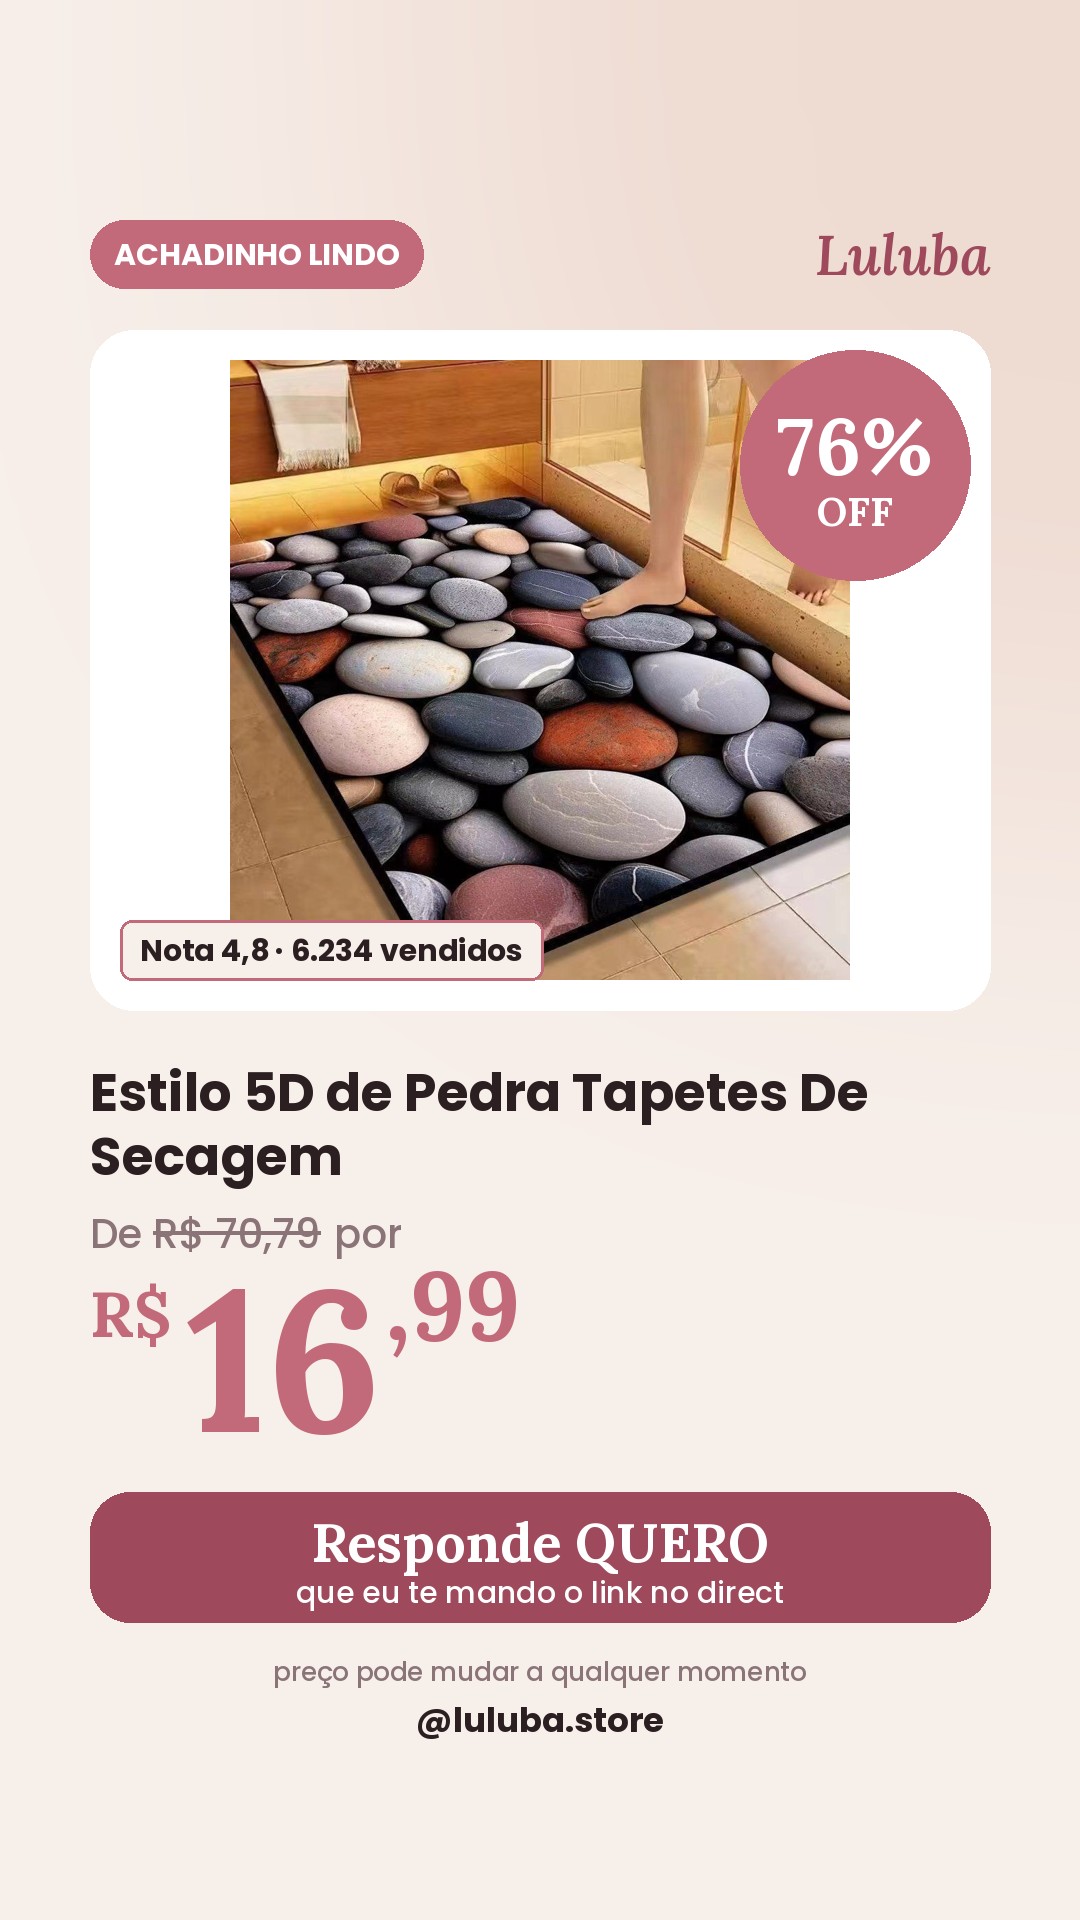 ACHADINHO LINDO
Luluba
76%
OFF
Nota 4,8 · 6.234 vendidos
Estilo 5D de Pedra Tapetes De
Secagem
De R$ 70,79 por
R$ 16,99
Responde QUERO
que eu te mando o link no direct
preço pode mudar a qualquer momento
@luluba.store